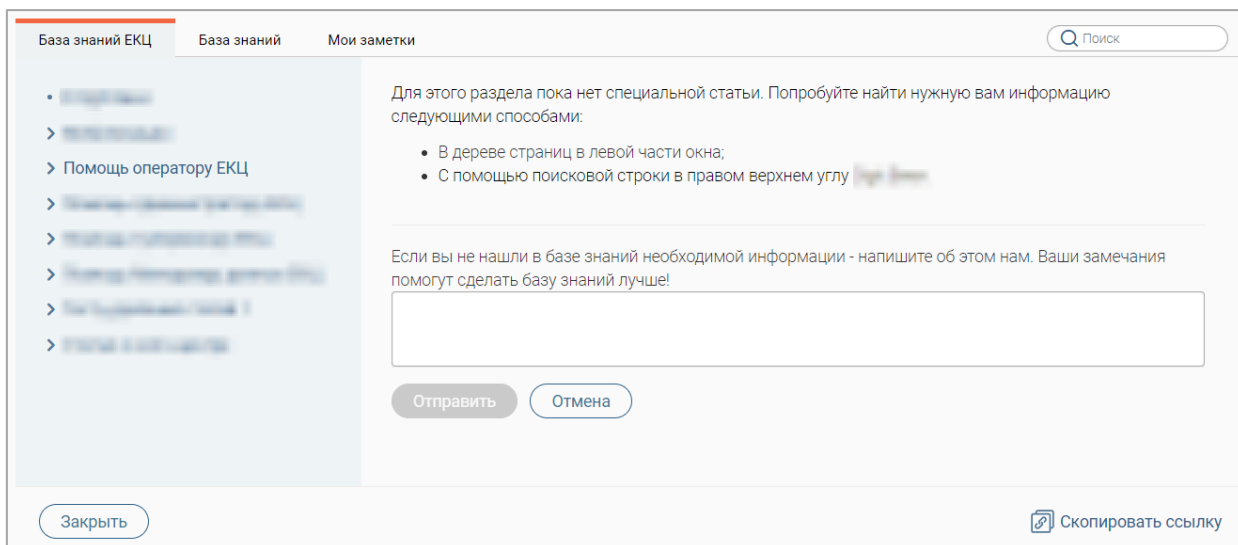 База знаний ЕКЦ
База знаний
Мои заметки
Поиск
Помощь оператору ЕКЦ
Для этого раздела пока нет специальной статьи. Попробуйте найти нужную вам информацию
следующими способами:
• В дереве страниц в левой части окна;
• С помощью поисковой строки в правом верхнем углу
Если вы не нашли в базе знаний необходимой информации - напишите об этом нам. Ваши замечания
помогут сделать базу знаний лучше!
Отправить
Отмена
Закрыть
Скопировать ссылку